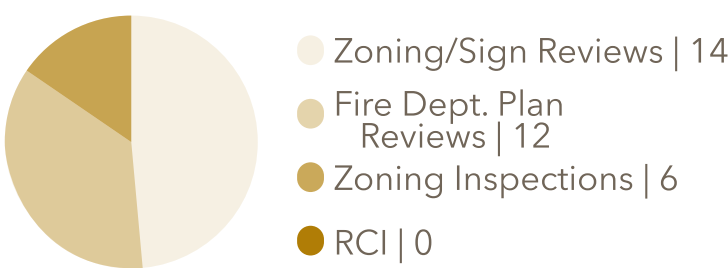 Zoning/Sign Reviews | 14
Fire Dept. Plan
Reviews | 12
Zoning Inspections | 6
RCI | 0